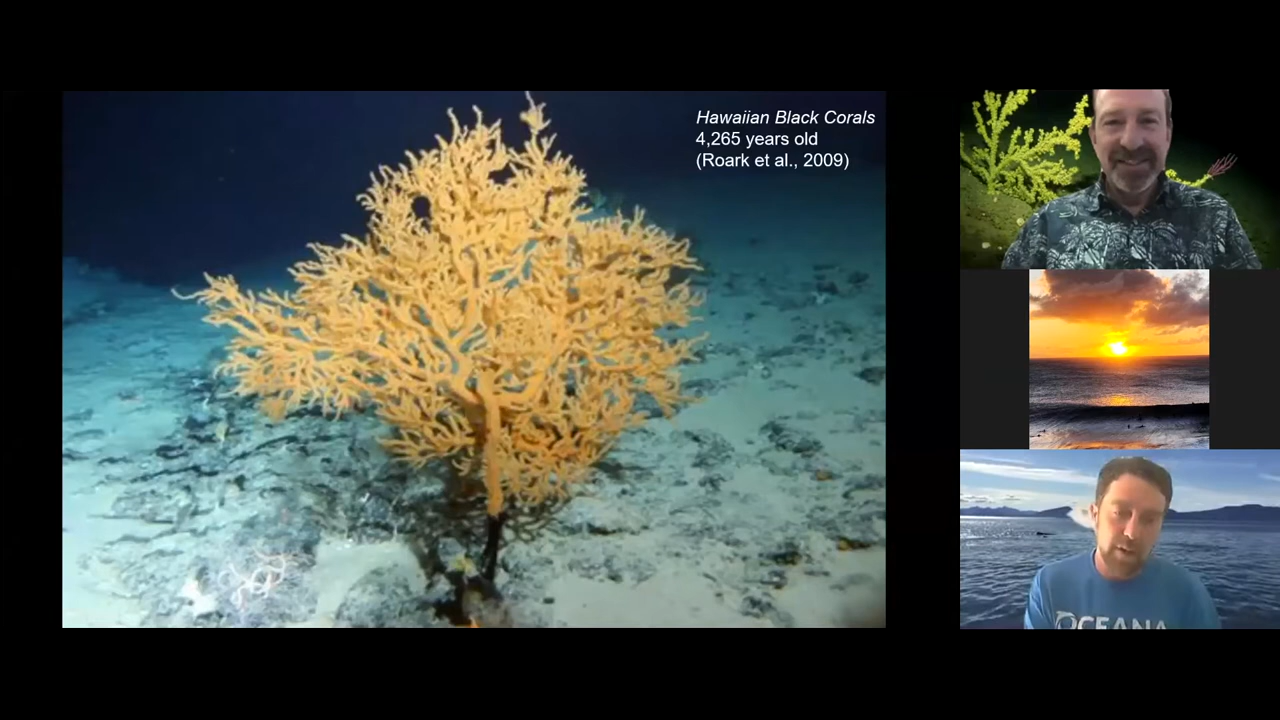 Hawaiian Black Corals
4,265 years old
(Roark et al., 2009)
OCEANA